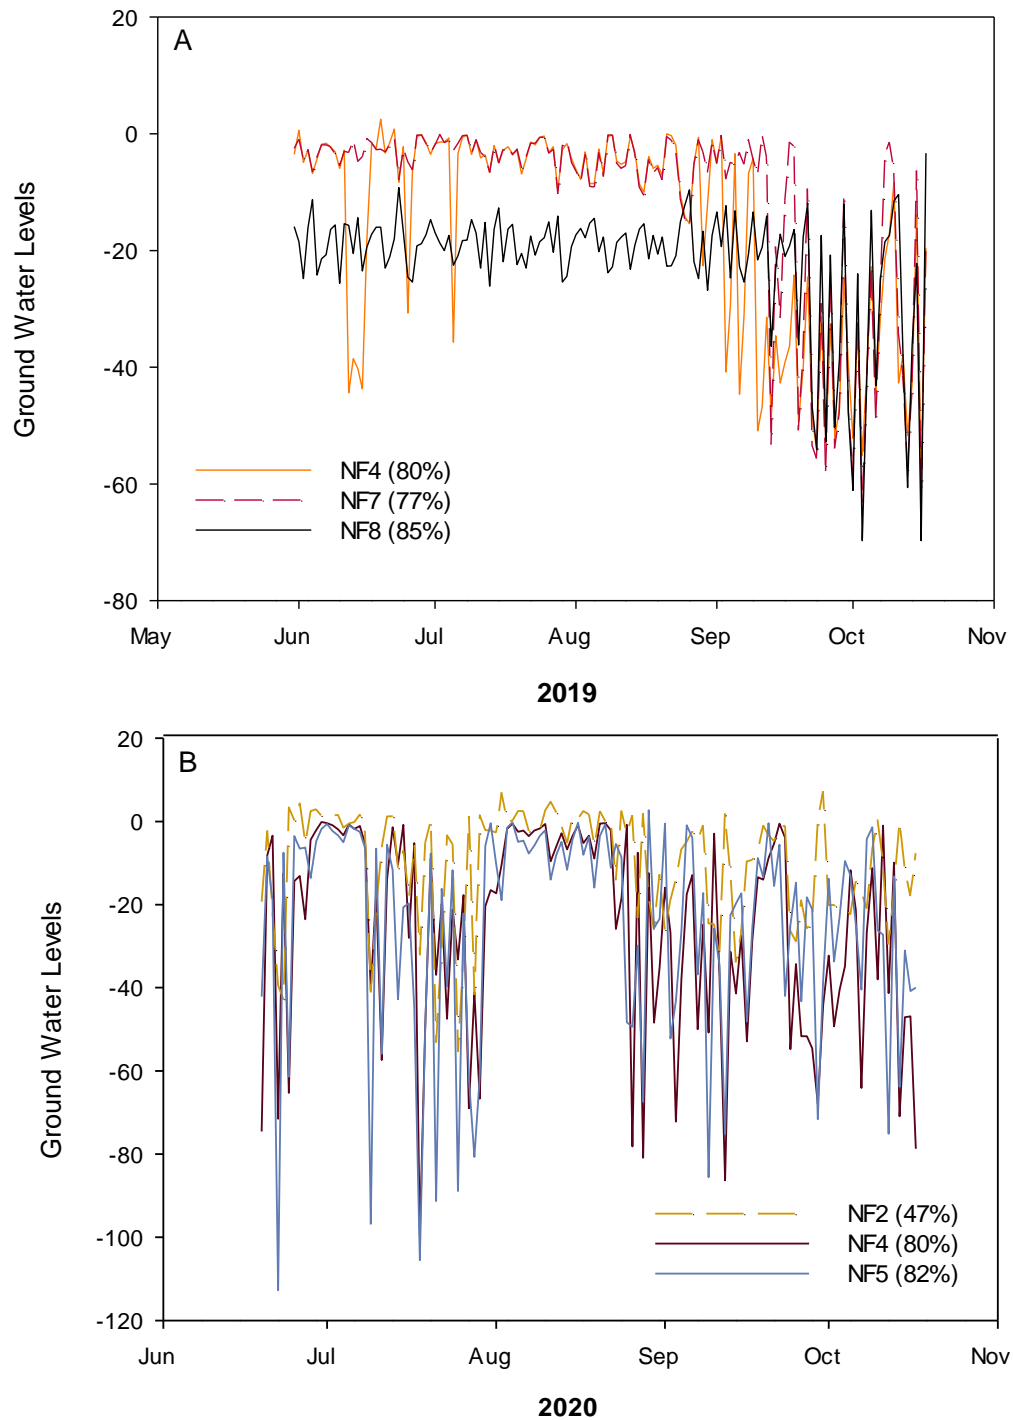 A
20
0
-20
-40
-60
-80
Ground Water Levels
NF4 (80%)
NF7 (77%)
NF8 (85%)
May Jun Jul Aug Sep Oct Nov
2019
B
20
0
-20
-40
-60
-80
-100
-120
Ground Water Levels
NF2 (47%)
NF4 (80%)
NF5 (82%)
Jun Jul Aug Sep Oct Nov
2020